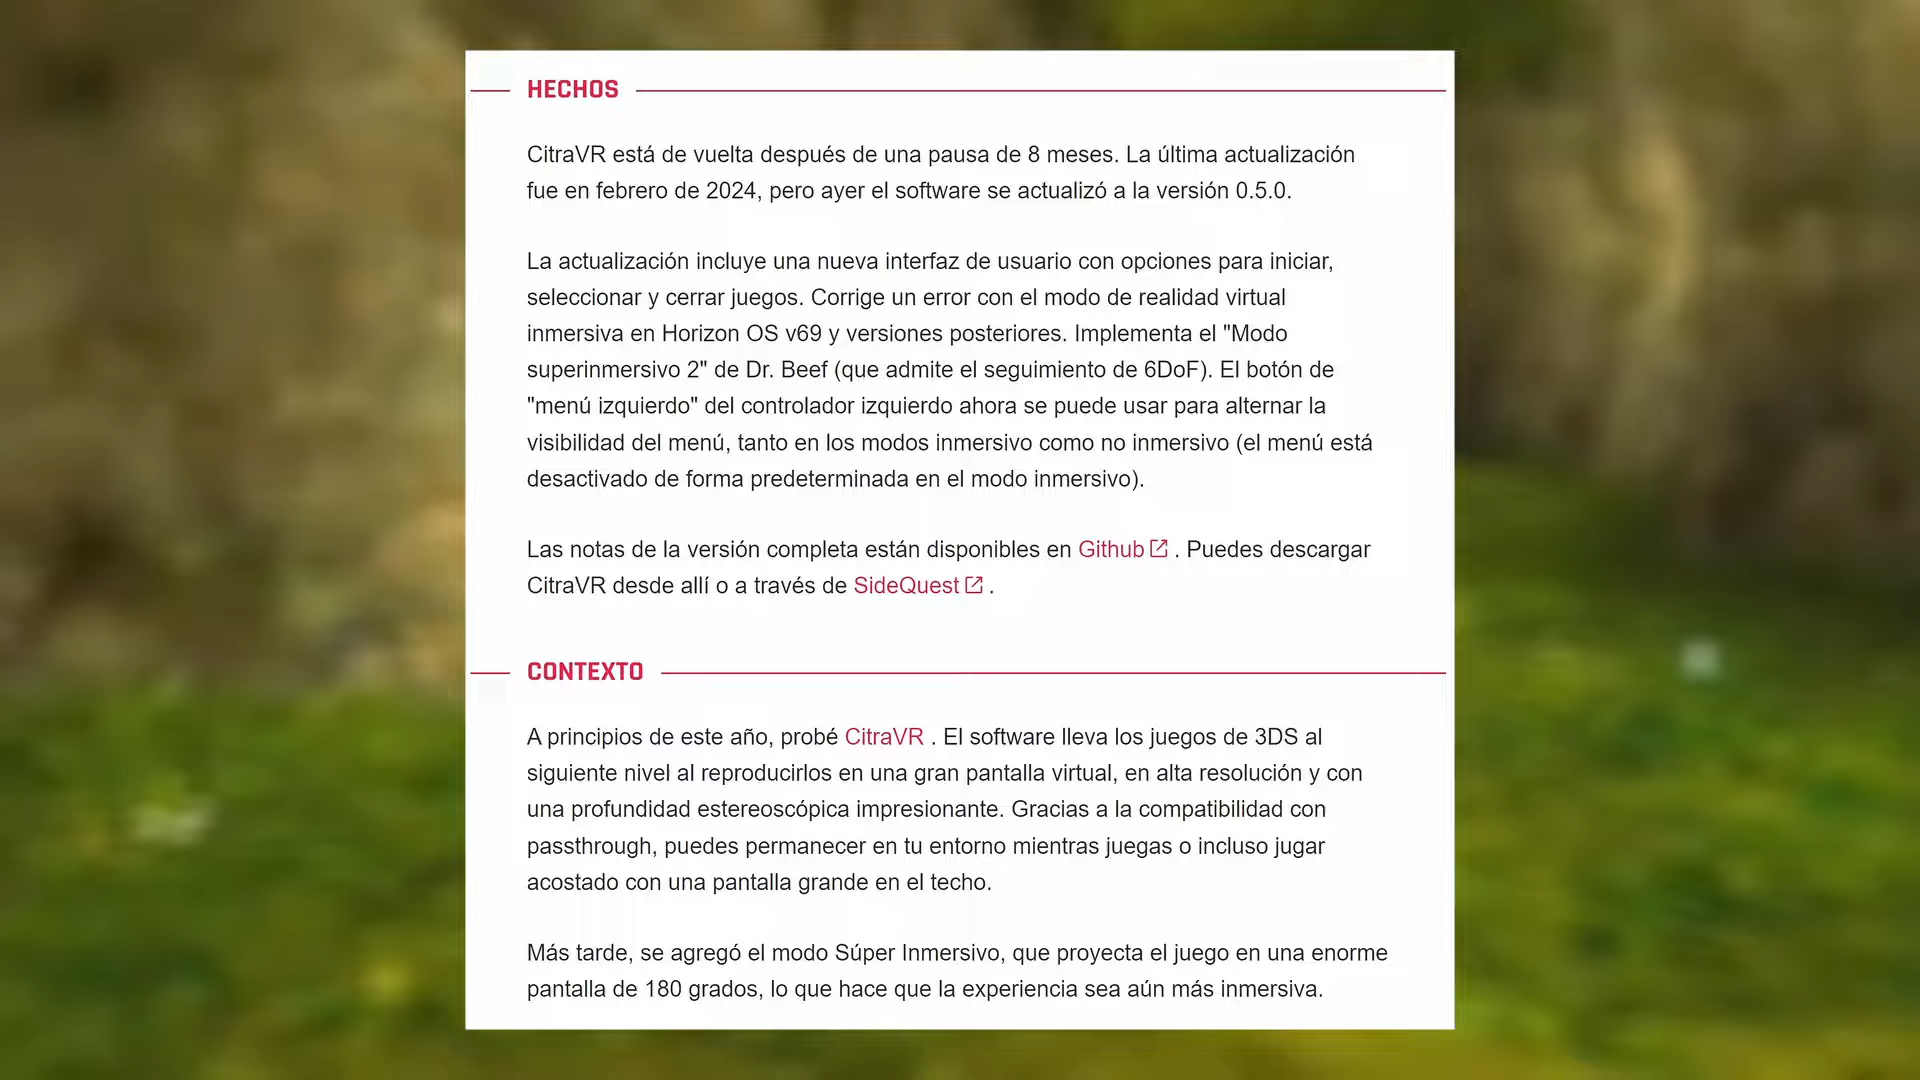 HECHOS
CitraVR está de vuelta después de una pausa de 8 meses. La última actualización
fue en febrero de 2024, pero ayer el software se actualizó a la versión 0.5.0.
La actualización incluye una nueva interfaz de usuario con opciones para iniciar,
seleccionar y cerrar juegos. Corrige un error con el modo de realidad virtual
inmersiva en Horizon OS v69 y versiones posteriores. Implementa el "Modo
superinmersivo 2" de Dr. Beef (que admite el seguimiento de 6DoF). El botón de
"menú izquierdo" del controlador izquierdo ahora se puede usar para alternar la
visibilidad del menú, tanto en los modos inmersivo como no inmersivo (el menú está
desactivado de forma predeterminada en el modo inmersivo).
Las notas de la versión completa están disponibles en Github . Puedes descargar
CitraVR desde allí o a través de SideQuest .
CONTEXTO
A principios de este año, probé CitraVR . El software lleva los juegos de 3DS al
siguiente nivel al reproducirlos en una gran pantalla virtual, en alta resolución y con
una profundidad estereoscópica impresionante. Gracias a la compatibilidad con
passthrough, puedes permanecer en tu entorno mientras juegas o incluso jugar
acostado con una pantalla grande en el techo.
Más tarde, se agregó el modo Súper Inmersivo, que proyecta el juego en una enorme
pantalla de 180 grados, lo que hace que la experiencia sea aún más inmersiva.